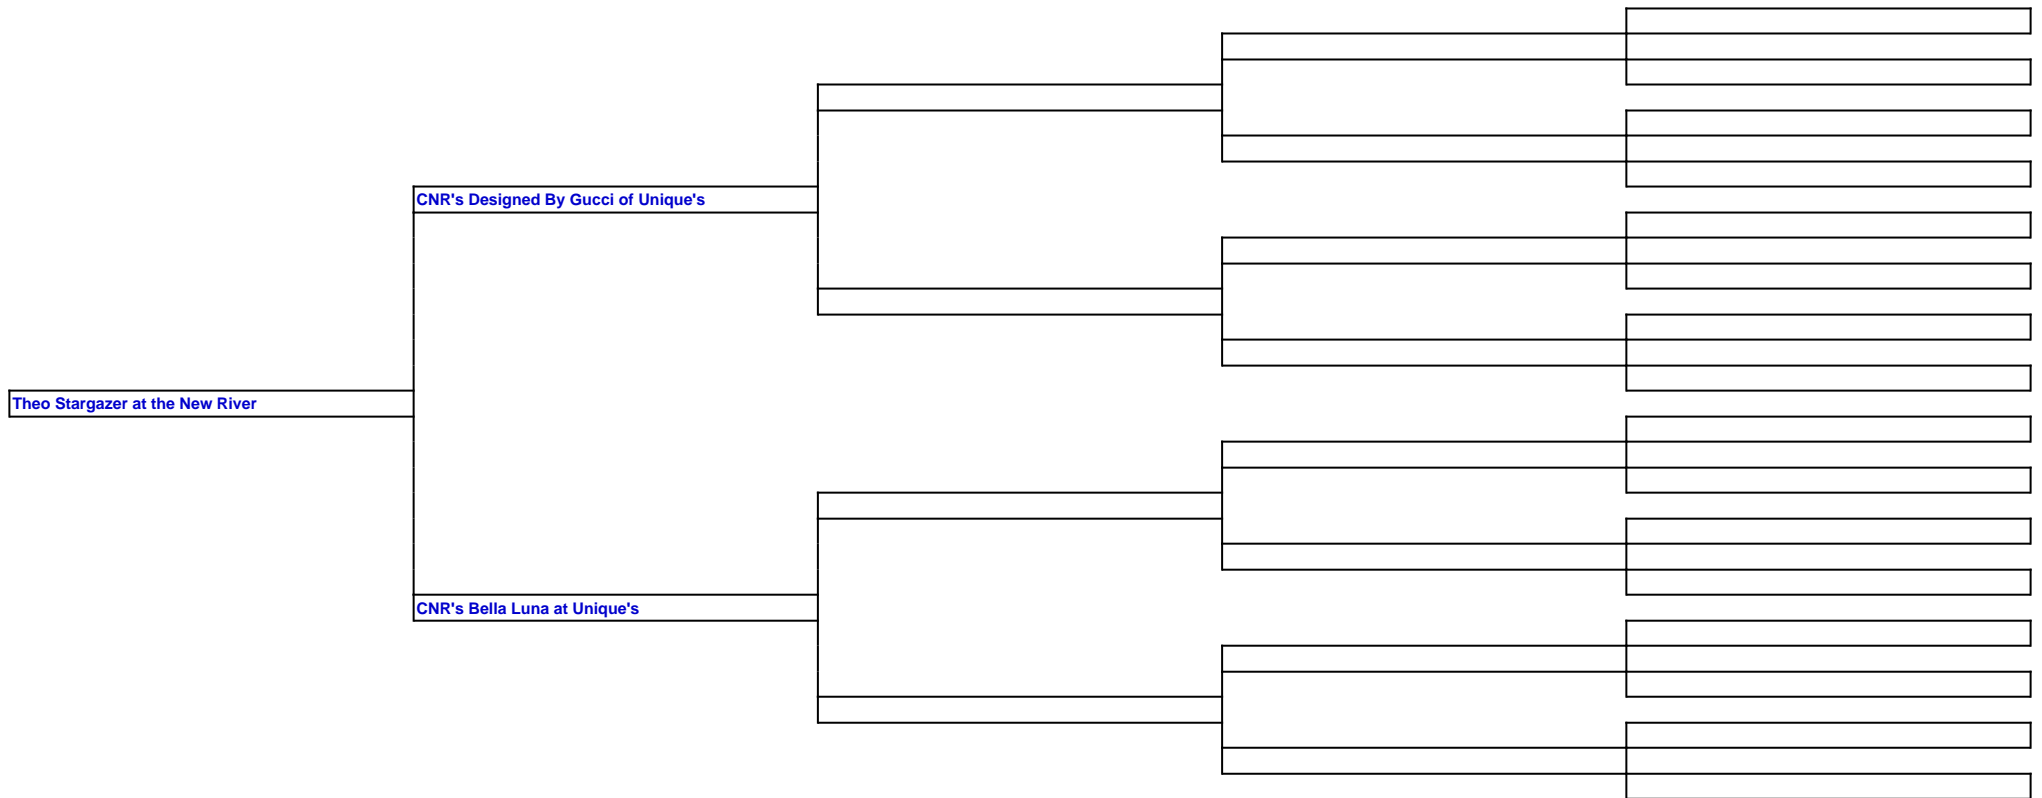 CNR's Designed By Gucci of Unique's
Theo Stargazer at the New River
CNR's Bella Luna at Unique's